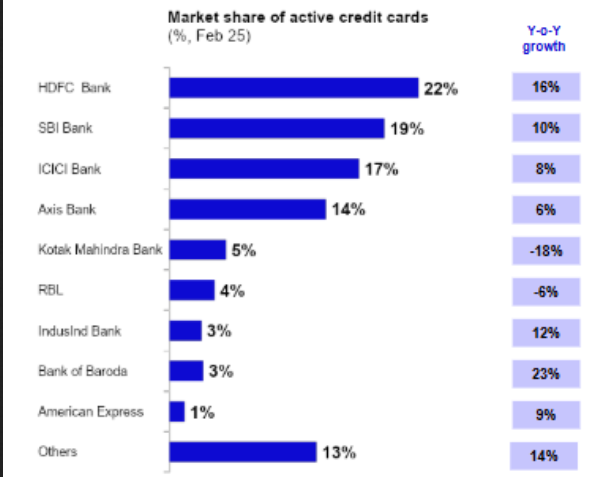 Market share of active credit cards
(%, Feb 25)
Y-o-Y
growth
HDFC Bank 22% 16%
SBI Bank 19% 10%
ICICI Bank 17% 8%
Axis Bank 14% 6%
Kotak Mahindra Bank 5% -18%
RBL 4% -6%
IndusInd Bank 3% 12%
Bank of Baroda 3% 23%
American Express 1% 9%
Others 13% 14%